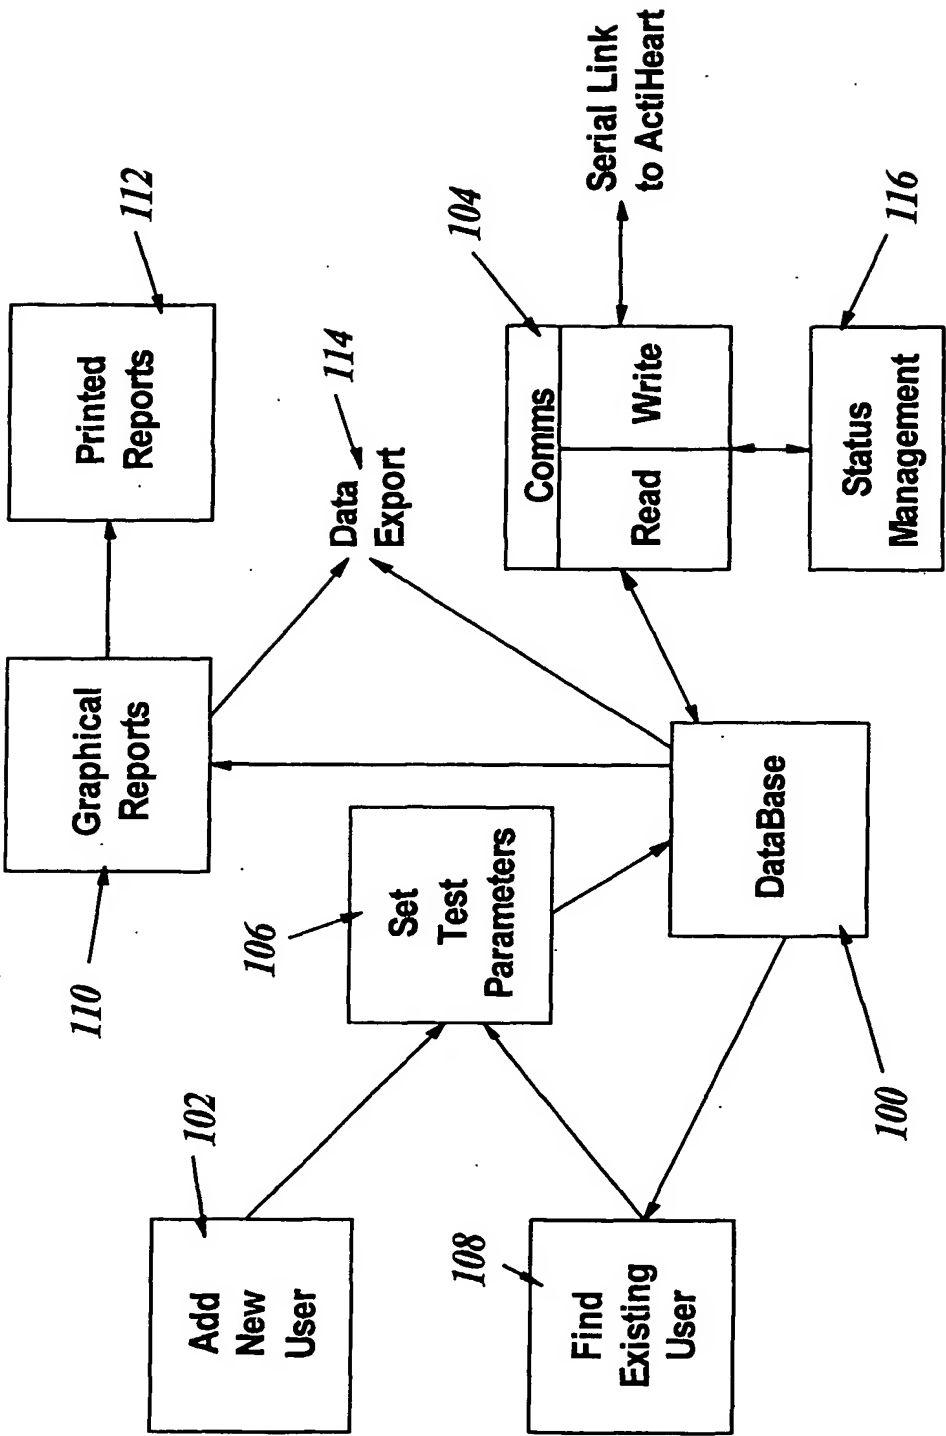 Add
New
User
102
Find
Existing
User
108
Set
Test
Parameters
106
DataBase
100
Graphical
Reports
110
Printed
Reports
112
Data
Export
114
Comms
Read
Write
104
Serial Link
to ActiHeart
Status
Management
116